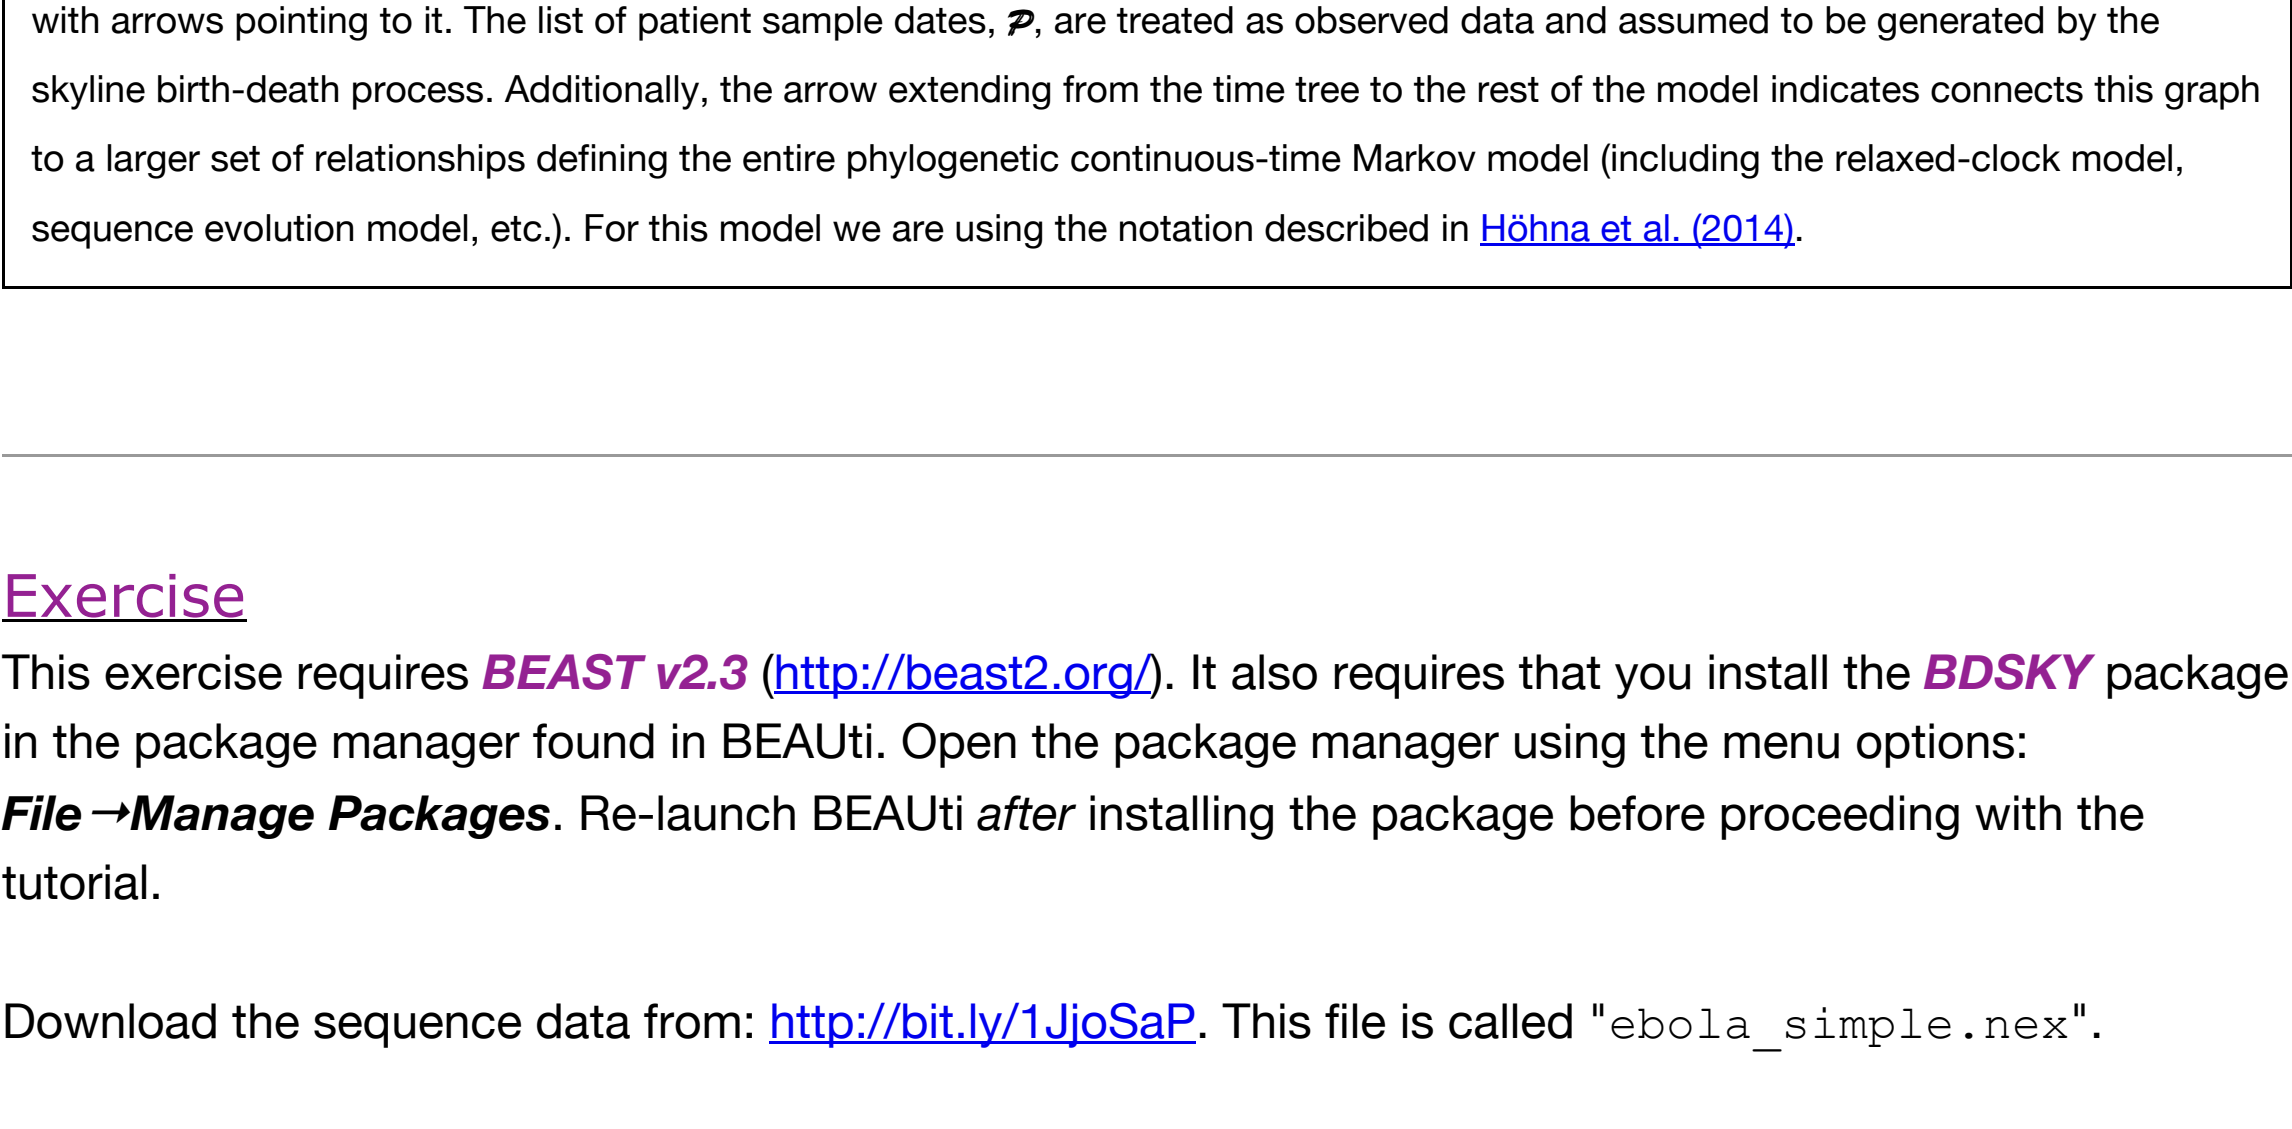 with arrows pointing to it. The list of patient sample dates, 𝓟, are treated as observed data and assumed to be generated by the
skyline birth-death process. Additionally, the arrow extending from the time tree to the rest of the model indicates connects this graph
to a larger set of relationships defining the entire phylogenetic continuous-time Markov model (including the relaxed-clock model,
sequence evolution model, etc.). For this model we are using the notation described in Höhna et al. (2014).
Exercise
This exercise requires BEAST v2.3 (http://beast2.org/). It also requires that you install the BDSKY package
in the package manager found in BEAUti. Open the package manager using the menu options:
File→Manage Packages. Re-launch BEAUti after installing the package before proceeding with the
tutorial.
Download the sequence data from: http://bit.ly/1JjoSaP. This file is called "ebola_simple.nex".